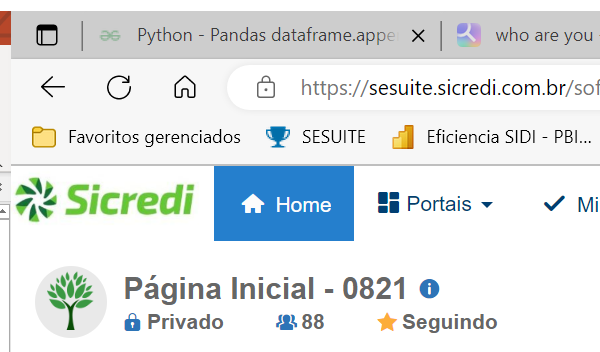 Python - Pandas dataframe.appe
who are you -
https://sesuite.sicredi.com.br/sof
Favoritos gerenciados SESUITE Eficiencia SIDI - PBI...
Sicredi Home Portais Mi
Página Inicial - 0821
Privado 88 Seguindo